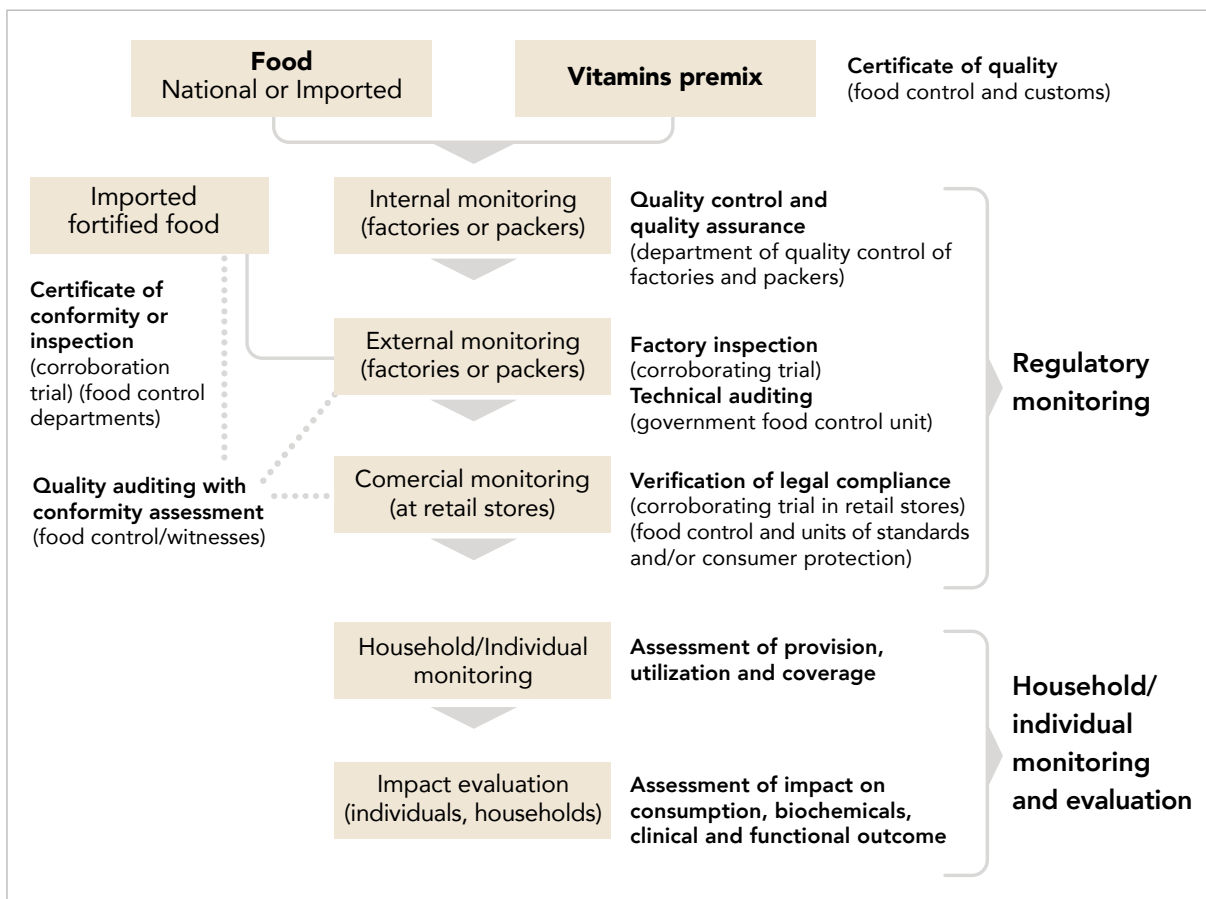 Food
National or Imported
Vitamins premix
Certificate of quality
(food control and customs)
Imported
fortified food
Internal monitoring
(factories or packers)
Quality control and
quality assurance
(department of quality control of
factories and packers)
Certificate of
conformity or
inspection
(corroboration
trial) (food control
departments)
External monitoring
(factories or packers)
Factory inspection
(corroborating trial)
Technical auditing
(government food control unit)
Regulatory
monitoring
Quality auditing with
conformity assessment
(food control/witnesses)
Comercial monitoring
(at retail stores)
Verification of legal compliance
(corroborating trial in retail stores)
(food control and units of standards
and/or consumer protection)
Household/Individual
monitoring
Assessment of provision,
utilization and coverage
Household/
individual
monitoring
and evaluation
Impact evaluation
(individuals, households)
Assessment of impact on
consumption, biochemicals,
clinical and functional outcome